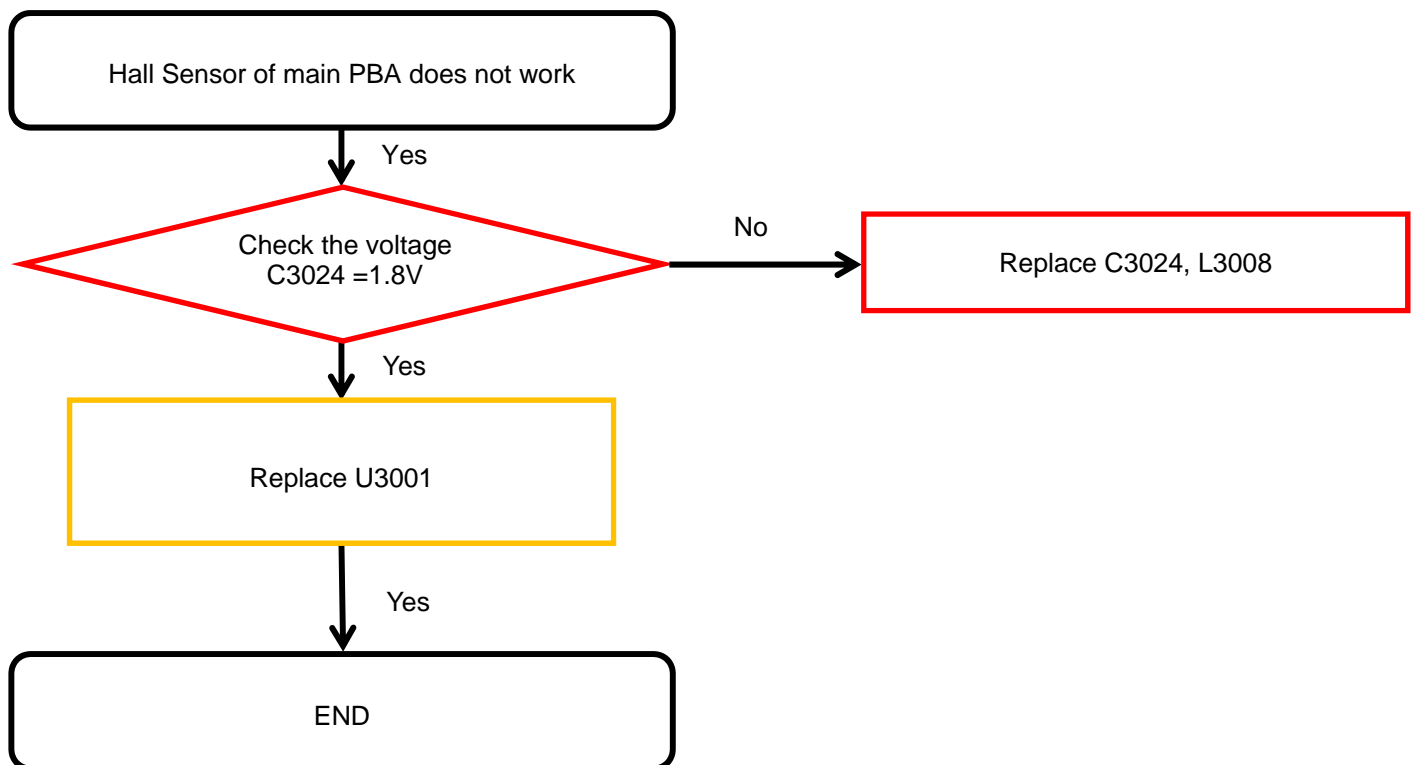 Hall Sensor of main PBA does not work
Yes
Check the voltage
C3024 =1.8V
No
Replace C3024, L3008
Yes
Replace U3001
Yes
END